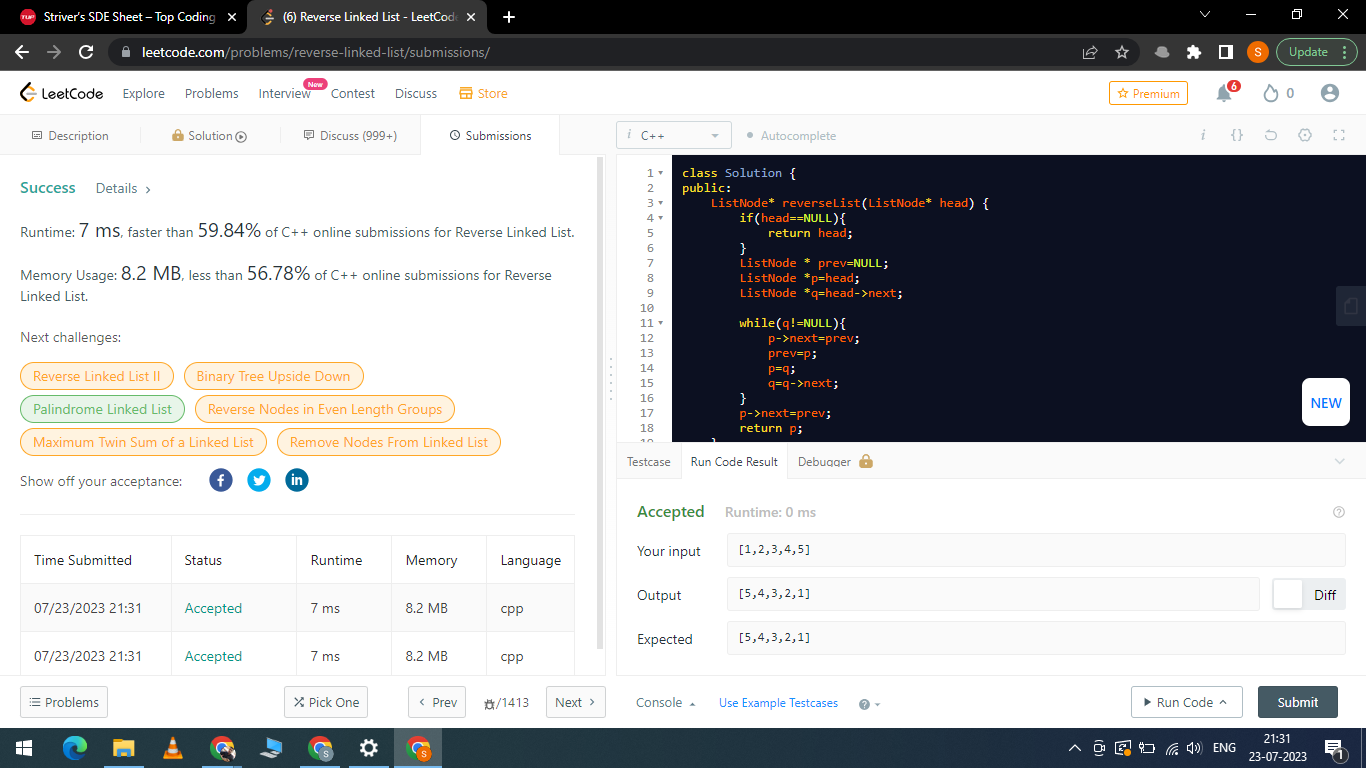 Striver's SDE Sheet – Top Coding
(6) Reverse Linked List - LeetCode
leetcode.com/problems/reverse-linked-list/submissions/
S
Update
LeetCode
Explore
Problems
Interview
New
Contest
Discuss
Store
Premium
6
0
Description
Solution
Discuss (999+)
Submissions
i C++
Autocomplete
i {}
Success
Details >
Runtime: 7 ms, faster than 59.84% of C++ online submissions for Reverse Linked List.
Memory Usage: 8.2 MB, less than 56.78% of C++ online submissions for Reverse
Linked List.
Next challenges:
Reverse Linked List II
Binary Tree Upside Down
Palindrome Linked List
Reverse Nodes in Even Length Groups
Maximum Twin Sum of a Linked List
Remove Nodes From Linked List
Show off your acceptance:
Time Submitted Status Runtime Memory Language
07/23/2023 21:31 Accepted 7 ms 8.2 MB cpp
07/23/2023 21:31 Accepted 7 ms 8.2 MB cpp
Problems
Pick One
< Prev
/1413
Next >
1 class Solution {
2 public:
3 ListNode* reverseList(ListNode* head) {
4 if(head==NULL){
5 return head;
6 }
7 ListNode * prev=NULL;
8 ListNode *p=head;
9 ListNode *q=head->next;
10
11 while(q!=NULL){
12 p->next=prev;
13 prev=p;
14 p=q;
15 q=q->next;
16 }
17 p->next=prev;
18 return p;
NEW
Testcase
Run Code Result
Debugger
Accepted
Runtime: 0 ms
Your input
[1,2,3,4,5]
Output
[5,4,3,2,1]
Diff
Expected
[5,4,3,2,1]
Console
Use Example Testcases
Run Code
Submit
ENG
21:31
23-07-2023
1